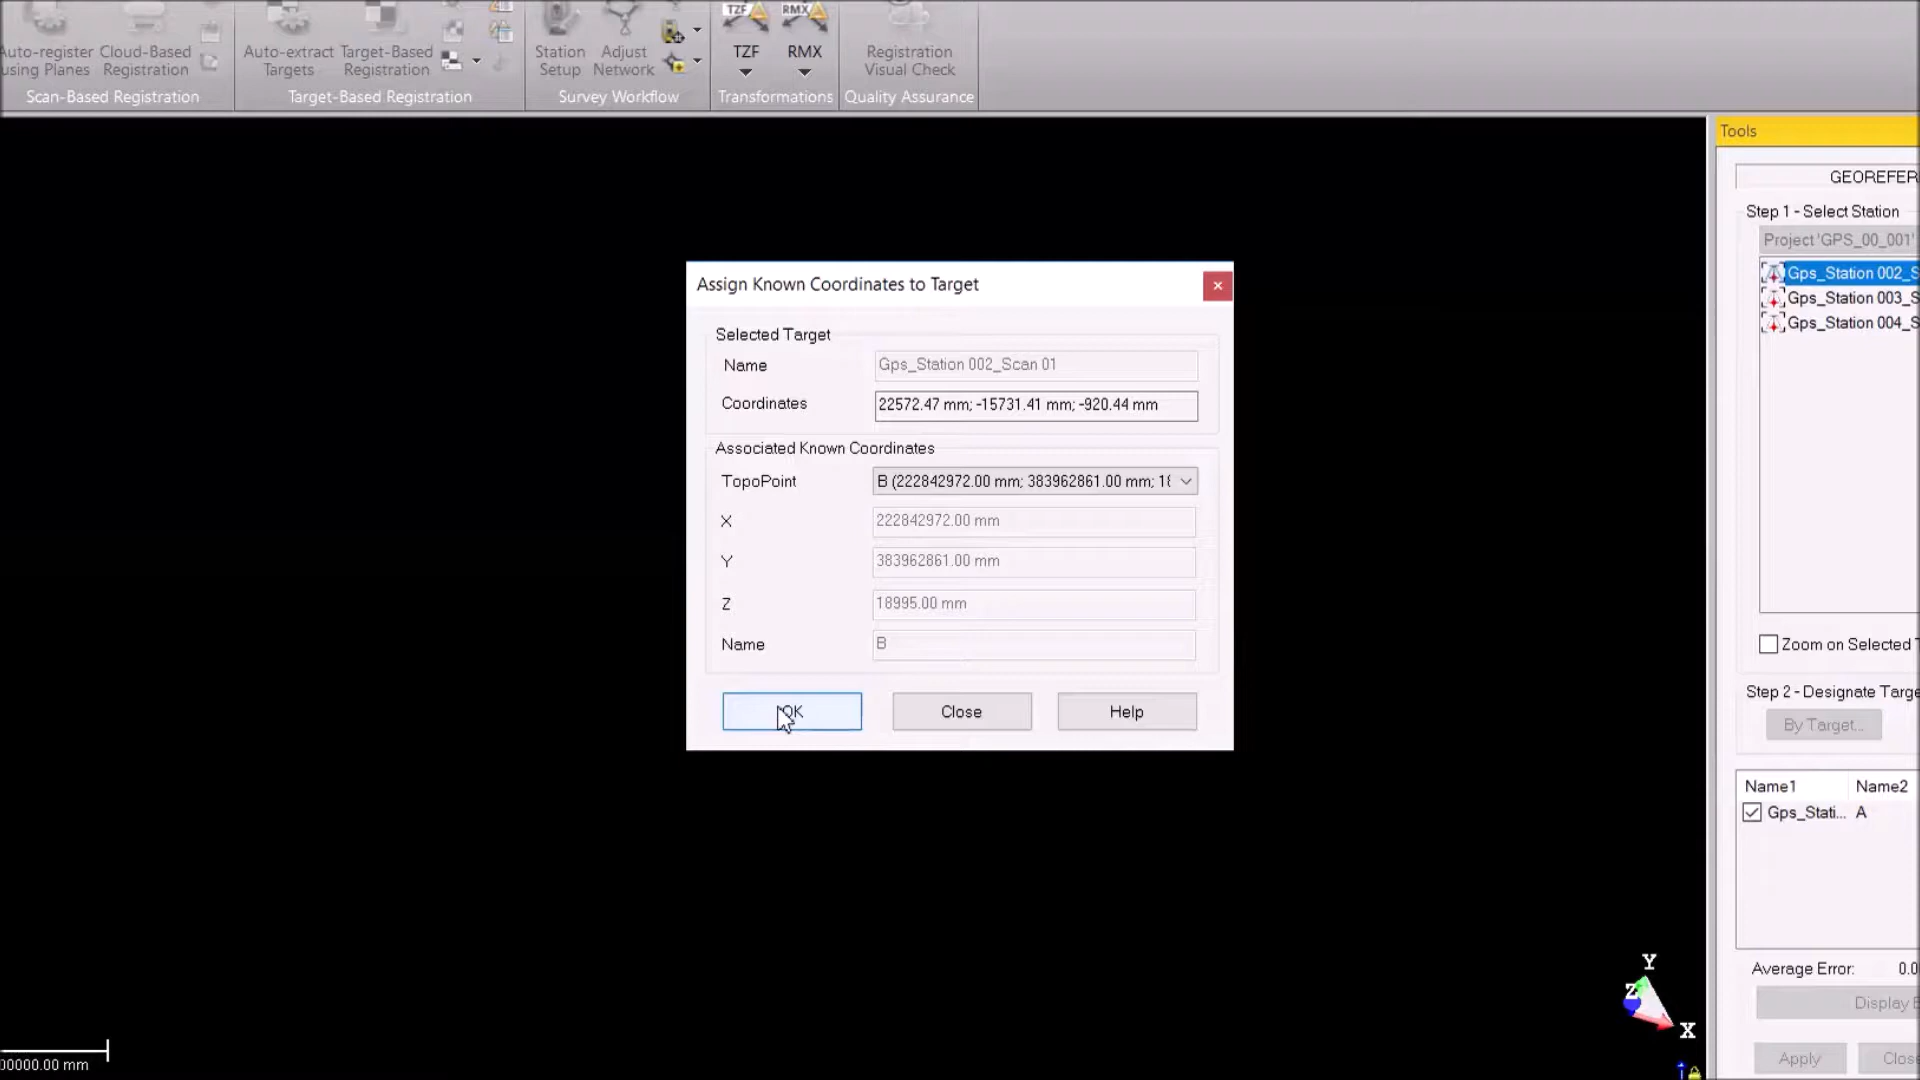 Auto-register using Planes
Cloud-Based Registration
Scan-Based Registration
Auto-extract Targets
Target-Based Registration
Target-Based Registration
Station Setup
Adjust Network
Survey Workflow
TZF
TZF
RMX
RMX
Transformations
Registration Visual Check
Quality Assurance
Tools
GEOREFER
Step 1 - Select Station
Project 'GPS_00_001'
Gps_Station 002_S
Gps_Station 003_S
Gps_Station 004_S
Zoom on Selected T
Step 2 - Designate Targe
By Target...
Name1 Name2
Gps_Stati... A
Average Error: 0.0
Display E
Apply Clos
Assign Known Coordinates to Target
Selected Target
Name Gps_Station 002_Scan 01
Coordinates 22572.47 mm; -15731.41 mm; -920.44 mm
Associated Known Coordinates
TopoPoint B (222842972.00 mm; 383962861.00 mm; 18
X 222842972.00 mm
Y 383962861.00 mm
Z 18995.00 mm
Name B
OK Close Help
Y
Z
X
00000.00 mm